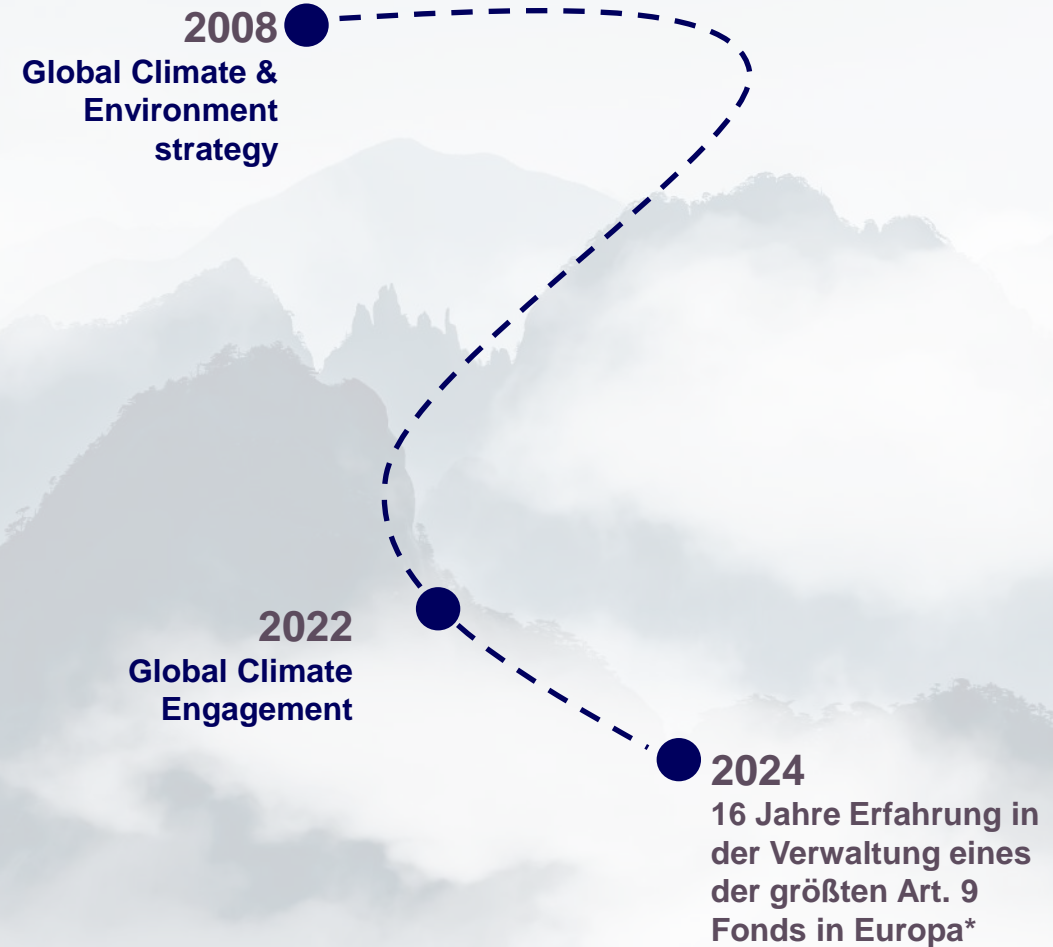 2008
Global Climate &
Environment
strategy
2022
Global Climate
Engagement
2024
16 Jahre Erfahrung in
der Verwaltung eines
der größten Art. 9
Fonds in Europa*